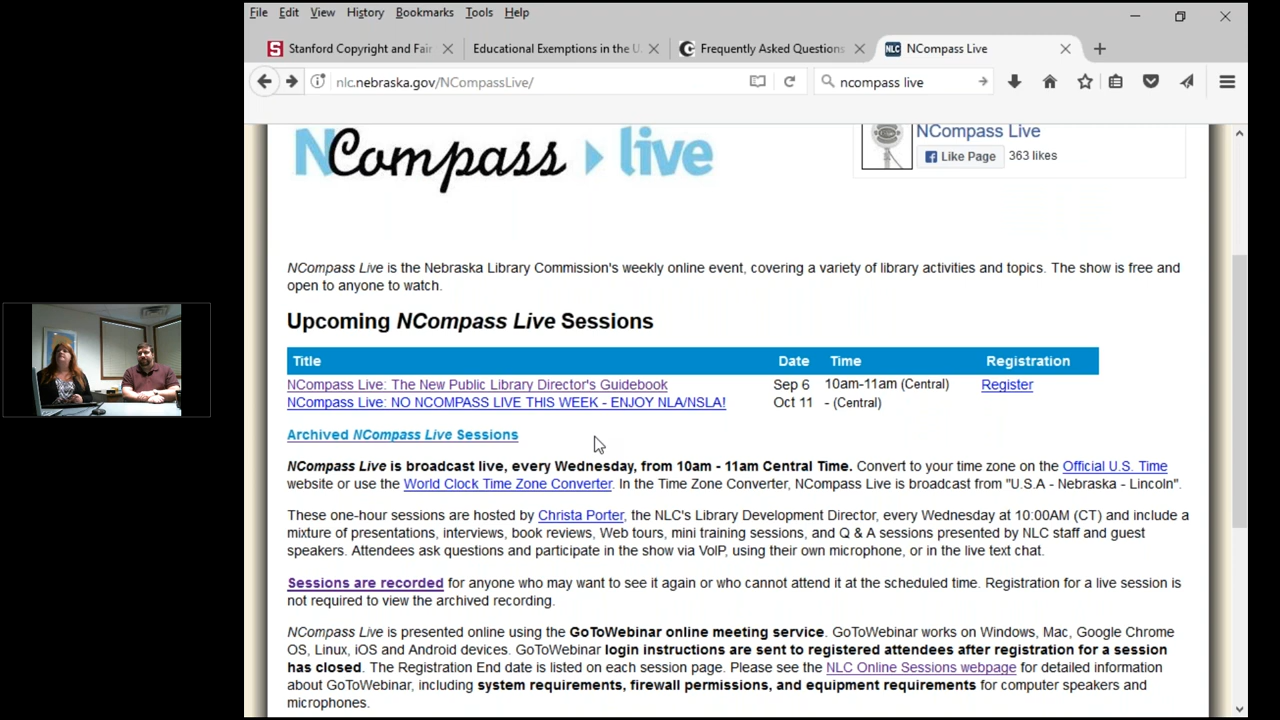 File Edit View History Bookmarks Tools Help
Stanford Copyright and Fair Educational Exemptions in the U. Frequently Asked Questions NLC NCompass Live
nlc.nebraska.gov/NCompassLive/ ncompass live
NCompass live
NCompass Live
Like Page 363 likes
NCompass Live is the Nebraska Library Commission's weekly online event, covering a variety of library activities and topics. The show is free and
open to anyone to watch.
Upcoming NCompass Live Sessions
Title Date Time Registration
NCompass Live: The New Public Library Director's Guidebook Sep 6 10am-11am (Central) Register
NCompass Live: NO NCOMPASS LIVE THIS WEEK - ENJOY NLA/NSLA! Oct 11 - (Central)
Archived NCompass Live Sessions
NCompass Live is broadcast live, every Wednesday, from 10am - 11am Central Time. Convert to your time zone on the Official U.S. Time
website or use the World Clock Time Zone Converter. In the Time Zone Converter, NCompass Live is broadcast from "U.S.A - Nebraska - Lincoln".
These one-hour sessions are hosted by Christa Porter, the NLC's Library Development Director, every Wednesday at 10:00AM (CT) and include a
mixture of presentations, interviews, book reviews, Web tours, mini training sessions, and Q & A sessions presented by NLC staff and guest
speakers. Attendees ask questions and participate in the show via VoIP, using their own microphone, or in the live text chat.
Sessions are recorded for anyone who may want to see it again or who cannot attend it at the scheduled time. Registration for a live session is
not required to view the archived recording.
NCompass Live is presented online using the GoToWebinar online meeting service. GoToWebinar works on Windows, Mac, Google Chrome
OS, Linux, iOS and Android devices. GoToWebinar login instructions are sent to registered attendees after registration for a session
has closed. The Registration End date is listed on each session page. Please see the NLC Online Sessions webpage for detailed information
about GoToWebinar, including system requirements, firewall permissions, and equipment requirements for computer speakers and
microphones.